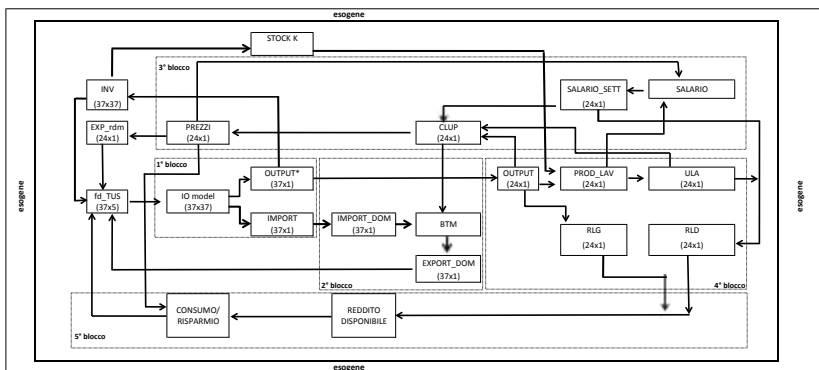 esogene
STOCK K
3° blocco
INV
(37x37)
SALARIO_SETT
(24x1)
SALARIO
EXP_rdm
(24x1)
PREZZI
(24x1)
CLUP
(24x1)
1° blocco
OUTPUT*
(37x1)
OUTPUT
(24x1)
PROD_LAV
(24x1)
ULA
(24x1)
esogene
fd_TUS
(37x5)
IO model
(37x37)
esogene
IMPORT
(37x1)
IMPORT_DOM
(37x1)
BTM
RLG
(24x1)
RLD
(24x1)
EXPORT_DOM
(37x1)
2° blocco
4° blocco
CONSUMO/
RISPARMIO
REDDITO
DISPONIBILE
5° blocco
esogene